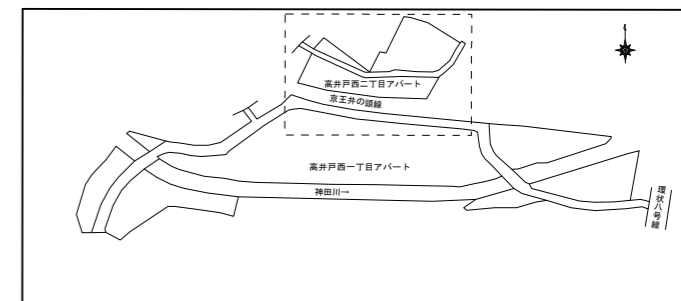 高井戸西二丁目アパート
京王井の頭線
高井戸西一丁目アパート
神田川→
環状八号線